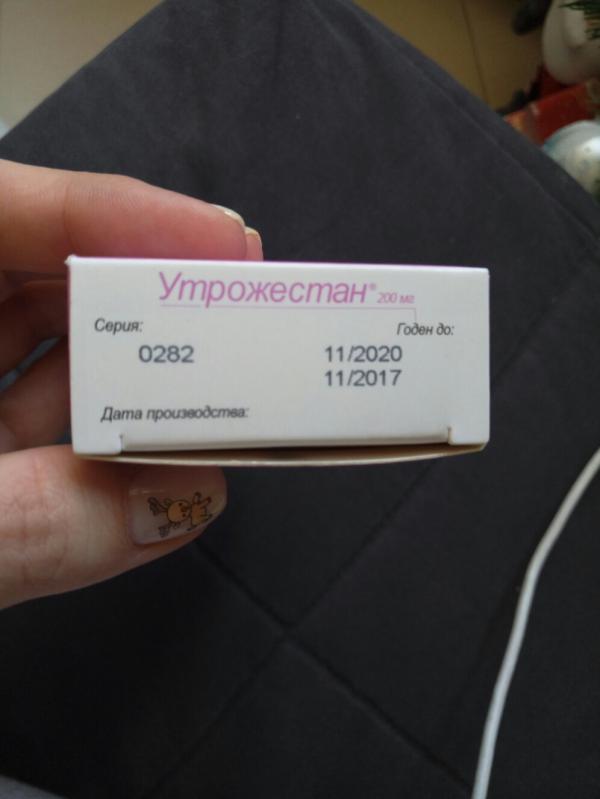 Утрожестан® 200 мг
Серия: Годен до:
0282 11/2020
11/2017
Дата производства: